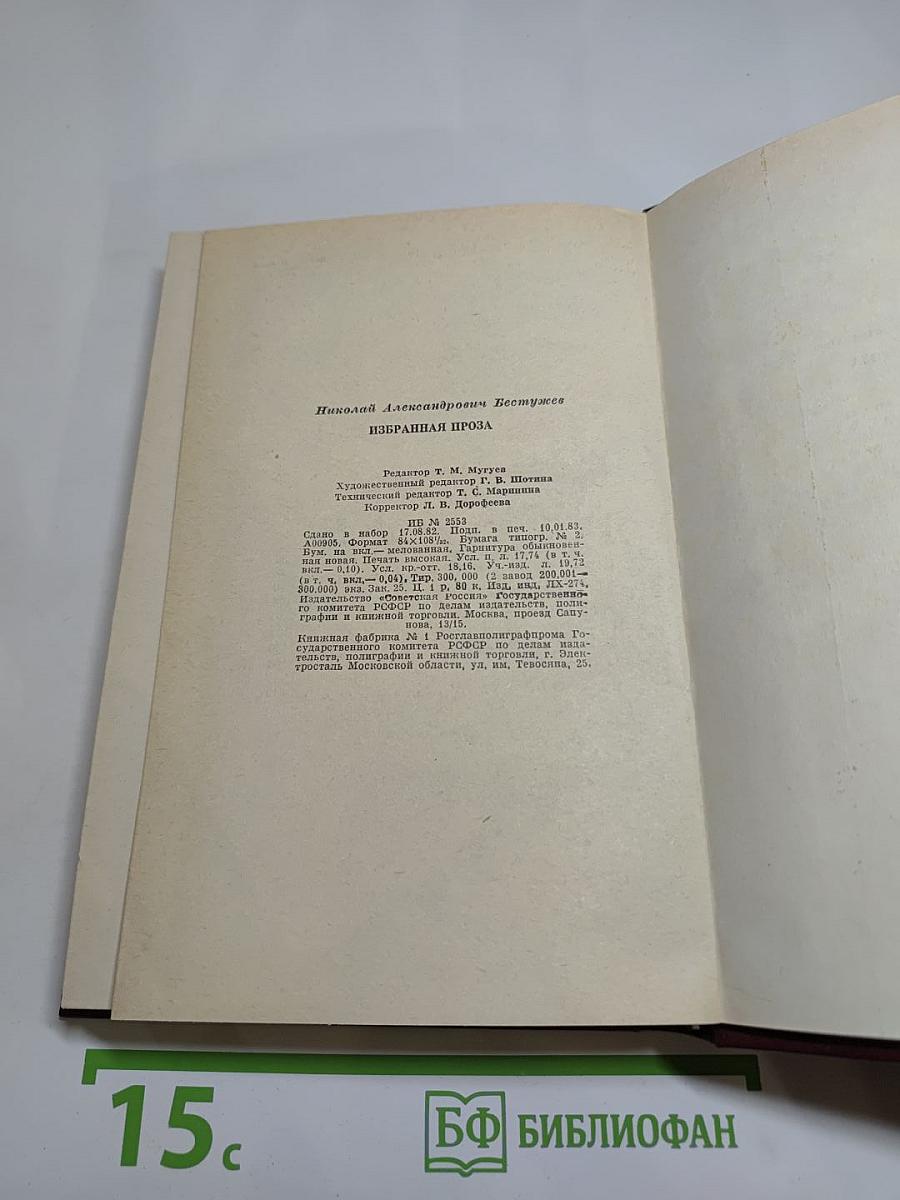 Николай Александрович Бестужев
ИЗБРАННАЯ ПРОЗА
Редактор Т. М. Мугуев
Художественный редактор Г. В. Шотина
Технический редактор Т. С. Маринина
Корректор Л. В. Дорофеева
ИБ № 2553
Сдано в набор 17.08.82. Подп. в печ. 10.01.83.
А00905. Формат 84×108¹/₃₂. Бумага типогр. № 2.
Бум. на вкл.— мелованная. Гарнитура обыкновен-
ная новая. Печать высокая. Усл. п. л. 17,74 (в т. ч.
вкл.— 0,10). Усл. кр.-отт. 18,16. Уч.-изд. л. 19,72
(в т. ч. вкл.— 0,04). Тир. 300,000 (2 завод 200.001—
300.000) экз. Зак. 25. Ц. 1 р. 80 к. Изд. инд. ЛХ-274.
Издательство «Советская Россия» Государственно-
го комитета РСФСР по делам издательств, поли-
графии и книжной торговли. Москва, проезд Сапу-
нова, 13/15.
Книжная фабрика № 1 Росглавполиграфпрома Го-
сударственного комитета РСФСР по делам изда-
тельств, полиграфии и книжной торговли, г. Элек-
тросталь Московской области, ул. им. Тевосяна, 25.
15 с
БФ БИБЛИОФАН